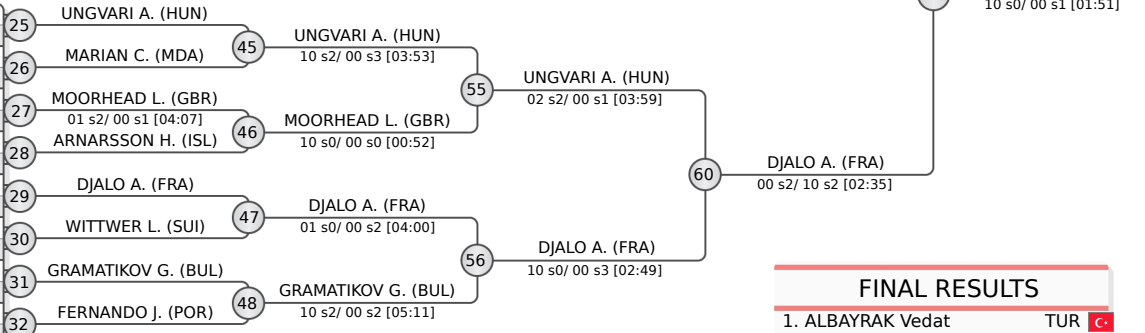 10 s0/ 00 s1 [01:51]
25
UNGVARI A. (HUN)
45
UNGVARI A. (HUN)
10 s2/ 00 s3 [03:53]
26
MARIAN C. (MDA)
55
UNGVARI A. (HUN)
02 s2/ 00 s1 [03:59]
27
MOORHEAD L. (GBR)
01 s2/ 00 s1 [04:07]
46
MOORHEAD L. (GBR)
10 s0/ 00 s0 [00:52]
28
ARNARSSON H. (ISL)
60
DJALO A. (FRA)
00 s2/ 10 s2 [02:35]
29
DJALO A. (FRA)
47
DJALO A. (FRA)
01 s0/ 00 s2 [04:00]
30
WITTWER L. (SUI)
56
DJALO A. (FRA)
10 s0/ 00 s3 [02:49]
31
GRAMATIKOV G. (BUL)
48
GRAMATIKOV G. (BUL)
10 s2/ 00 s2 [05:11]
32
FERNANDO J. (POR)
FINAL RESULTS
1. ALBAYRAK Vedat TUR